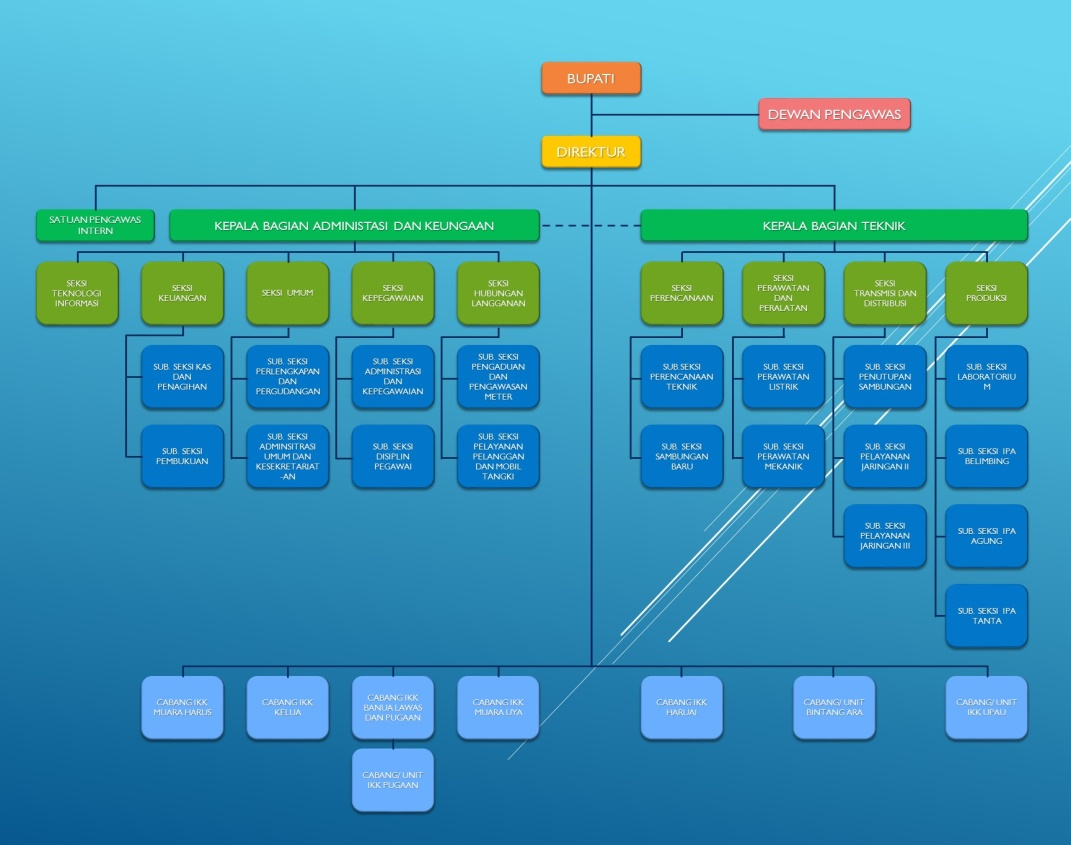 BUPATI
DEWAN PENGAWAS
DIREKTUR
SATUAN PENGAWAS
INTERN
KEPALA BAGIAN ADMINISTASI DAN KEUNGAAN
KEPALA BAGIAN TEKNIK
SEKSI
TEKNOLOGI
INFORMASI
SEKSI
KEUANGAN
SEKSI UMUM
SEKSI
KEPEGAWAIAN
SEKSI
HUBUNGAN
LANGGANAN
SEKSI
PERENCANAAN
SEKSI
PERAWATAN
DAN
PERALATAN
SEKSI
TRANSMISI DAN
DISTRIBUSI
SEKSI
PRODUKSI
SUB. SEKSI KAS
DAN
PENAGIHAN
SUB. SEKSI
PERLENGKAPAN
DAN
PERGUDANGAN
SUB. SEKSI
ADMINISTRASI
DAN
KEPEGAWAIAN
SUB. SEKSI
PENGADUAN
DAN
PENGAWASAN
METER
SUB.SEKSI
PERENCANAAN
TEKNIK
SUB. SEKSI
PERAWATAN
LISTRIK
SUB. SEKSI
PENUTUPAN
SAMBUNGAN
SUB. SEKSI
LABORATORIU
M
SUB. SEKSI
PEMBUKUAN
SUB. SEKSI
ADMINSITRASI
UMUM DAN
KESEKRETARIAT
-AN
SUB. SEKSI
DISIPLIN
PEGAWAI
SUB. SEKSI
PELAYANAN
PELANGGAN
DAN MOBIL
TANGKI
SUB. SEKSI
SAMBUNGAN
BARU
SUB. SEKSI
PERAWATAN
MEKANIK
SUB. SEKSI
PELAYANAN
JARINGAN II
SUB. SEKSI IPA
BELIMBING
SUB. SEKSI
PELAYANAN
JARINGAN III
SUB. SEKSI IPA
AGUNG
SUB. SEKSI IPA
TANTA
CABANG IKK
MUARA HARUS
CABANG IKK
KELUA
CABANG IKK
BANUA LAWAS
DAN PUGAAN
CABANG IKK
MUARA UYA
CABANG IKK
HARUAI
CABANG/ UNIT
BINTANG ARA
CABANG/ UNIT
IKK UPAU
CABANG/ UNIT
IKK PUGAAN